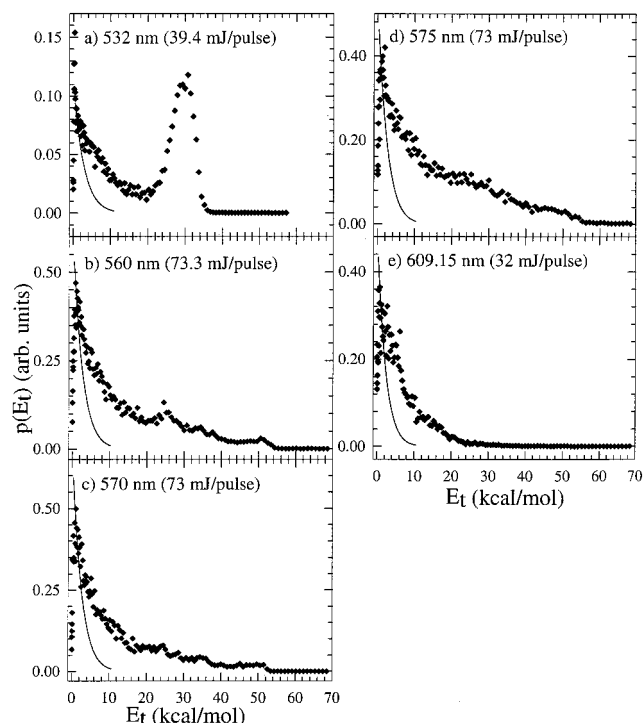 a) 532 nm (39.4 mJ/pulse)
0.15
0.10
0.05
0.00
b) 560 nm (73.3 mJ/pulse)
0.50
0.25
0.00
p(Et) (arb. units)
c) 570 nm (73 mJ/pulse)
0.50
0.25
0.00
0 10 20 30 40 50 60 70
Et (kcal/mol)
d) 575 nm (73 mJ/pulse)
0.40
0.20
0.00
e) 609.15 nm (32 mJ/pulse)
0.40
0.20
0.00
0 10 20 30 40 50 60 70
Et (kcal/mol)